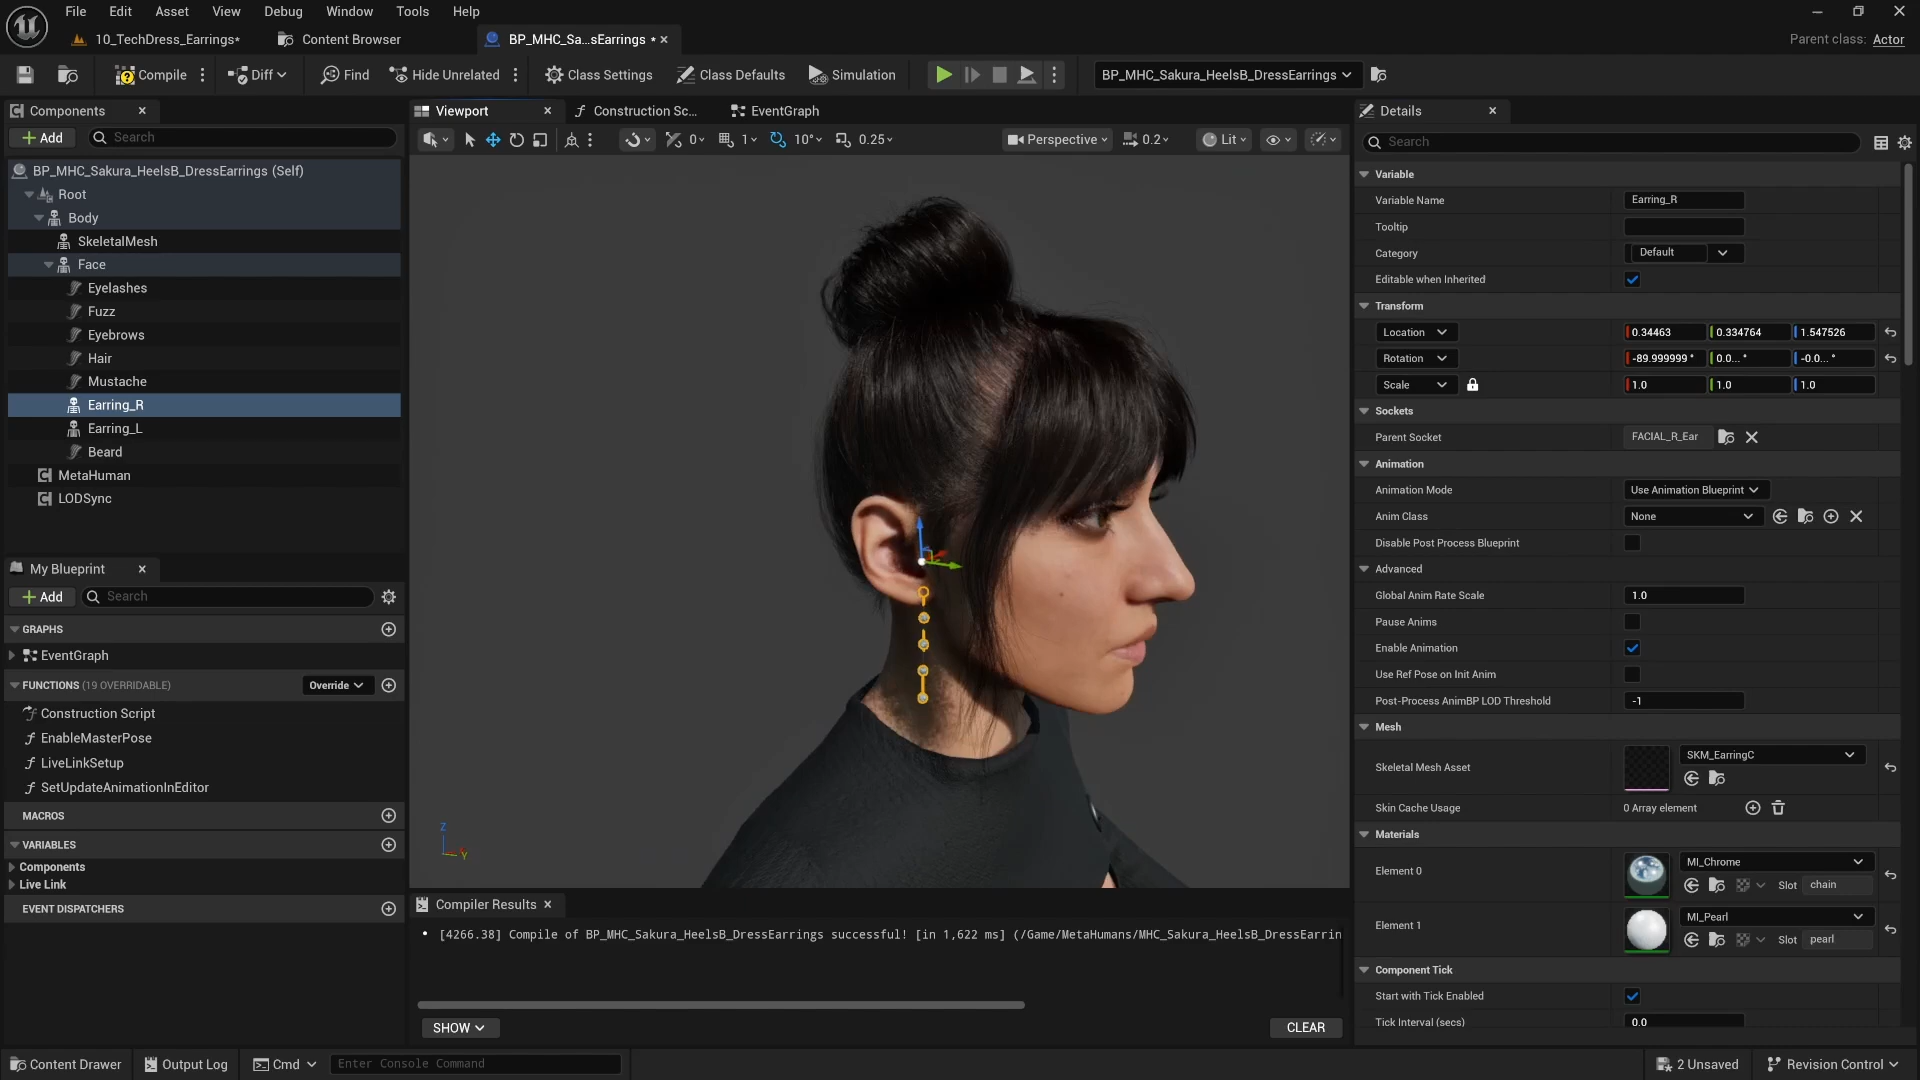 File Edit Asset View Debug Window Tools Help
10_TechDress_Earrings* Content Browser BP_MHC_Sa...sEarrings *
Parent class: Actor
Compile Diff Find Hide Unrelated Class Settings Class Defaults Simulation BP_MHC_Sakura_HeelsB_DressEarrings
Components
Add Search
BP_MHC_Sakura_HeelsB_DressEarrings (Self)
Root
Body
SkeletalMesh
Face
Eyelashes
Fuzz
Eyebrows
Hair
Mustache
Earring_R
Earring_L
Beard
MetaHuman
LODSync
My Blueprint
Add Search
GRAPHS
EventGraph
FUNCTIONS (19 OVERRIDABLE) Override
Construction Script
EnableMasterPose
LiveLinkSetup
SetUpdateAnimationInEditor
MACROS
VARIABLES
Components
Live Link
EVENT DISPATCHERS
Viewport Construction Sc... EventGraph
0 1 10° 0.25 Perspective 0.2 Lit
Z
Y
Compiler Results
[4266.38] Compile of BP_MHC_Sakura_HeelsB_DressEarrings successful! [in 1,622 ms] (/Game/MetaHumans/MHC_Sakura_HeelsB_DressEarrin
SHOW CLEAR
Details
Search
Variable
Variable Name Earring_R
Tooltip
Category Default
Editable when Inherited
Transform
Location 0.34463 0.334764 1.547526
Rotation -89.999999 ° 0.0... ° -0.0... °
Scale 1.0 1.0 1.0
Sockets
Parent Socket FACIAL_R_Ear
Animation
Animation Mode Use Animation Blueprint
Anim Class None
Disable Post Process Blueprint
Advanced
Global Anim Rate Scale 1.0
Pause Anims
Enable Animation
Use Ref Pose on Init Anim
Post-Process AnimBP LOD Threshold -1
Mesh
Skeletal Mesh Asset SKM_EarringC
Skin Cache Usage 0 Array element
Materials
Element 0 MI_Chrome
Slot chain
Element 1 MI_Pearl
Slot pearl
Component Tick
Start with Tick Enabled
Tick Interval (secs) 0.0
Content Drawer Output Log Cmd Enter Console Command 2 Unsaved Revision Control